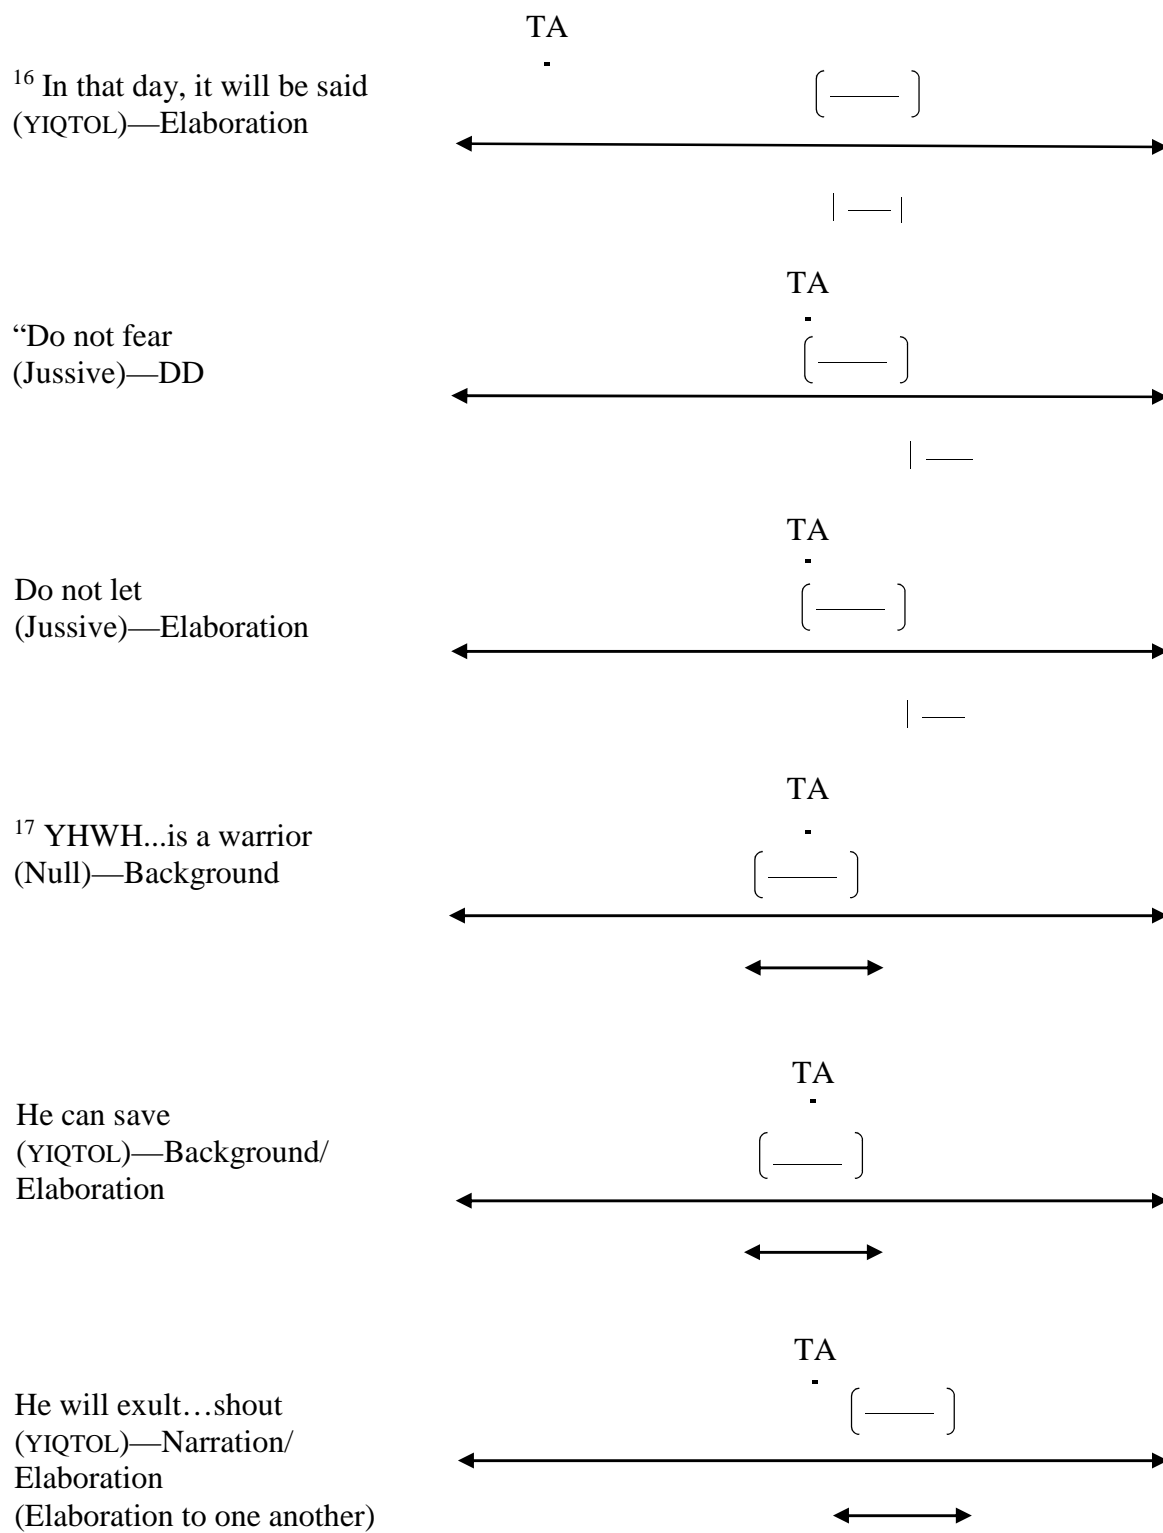 TA
¹⁶ In that day, it will be said
(YIQTOL)—Elaboration
TA
“Do not fear
(Jussive)—DD
TA
Do not let
(Jussive)—Elaboration
TA
¹⁷ YHWH...is a warrior
(Null)—Background
TA
He can save
(YIQTOL)—Background/
Elaboration
TA
He will exult…shout
(YIQTOL)—Narration/
Elaboration
(Elaboration to one another)